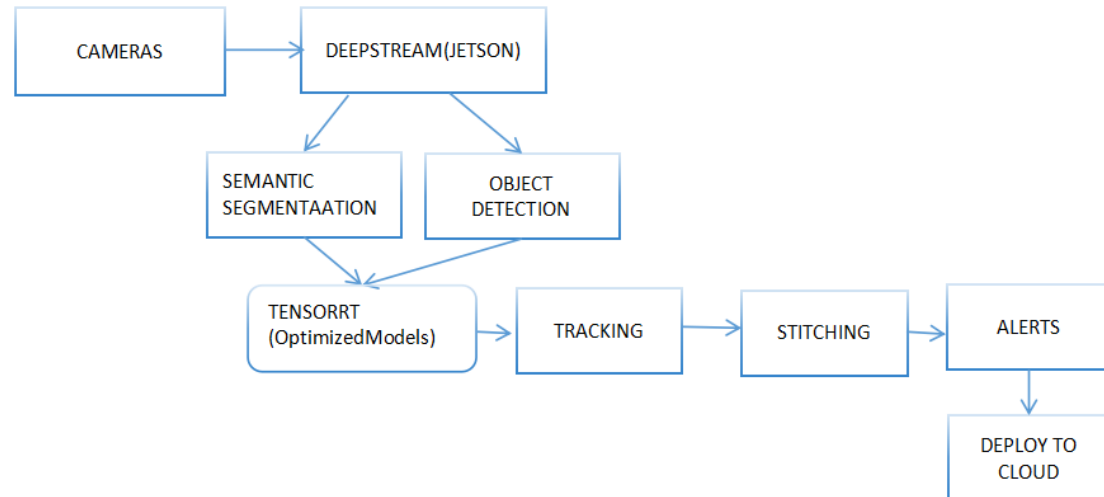 CAMERAS
DEEPSTREAM(JETSON)
SEMANTIC
SEGMENTAATION
OBJECT
DETECTION
TENSORRT
(OptimizedModels)
TRACKING
STITCHING
ALERTS
DEPLOY TO
CLOUD